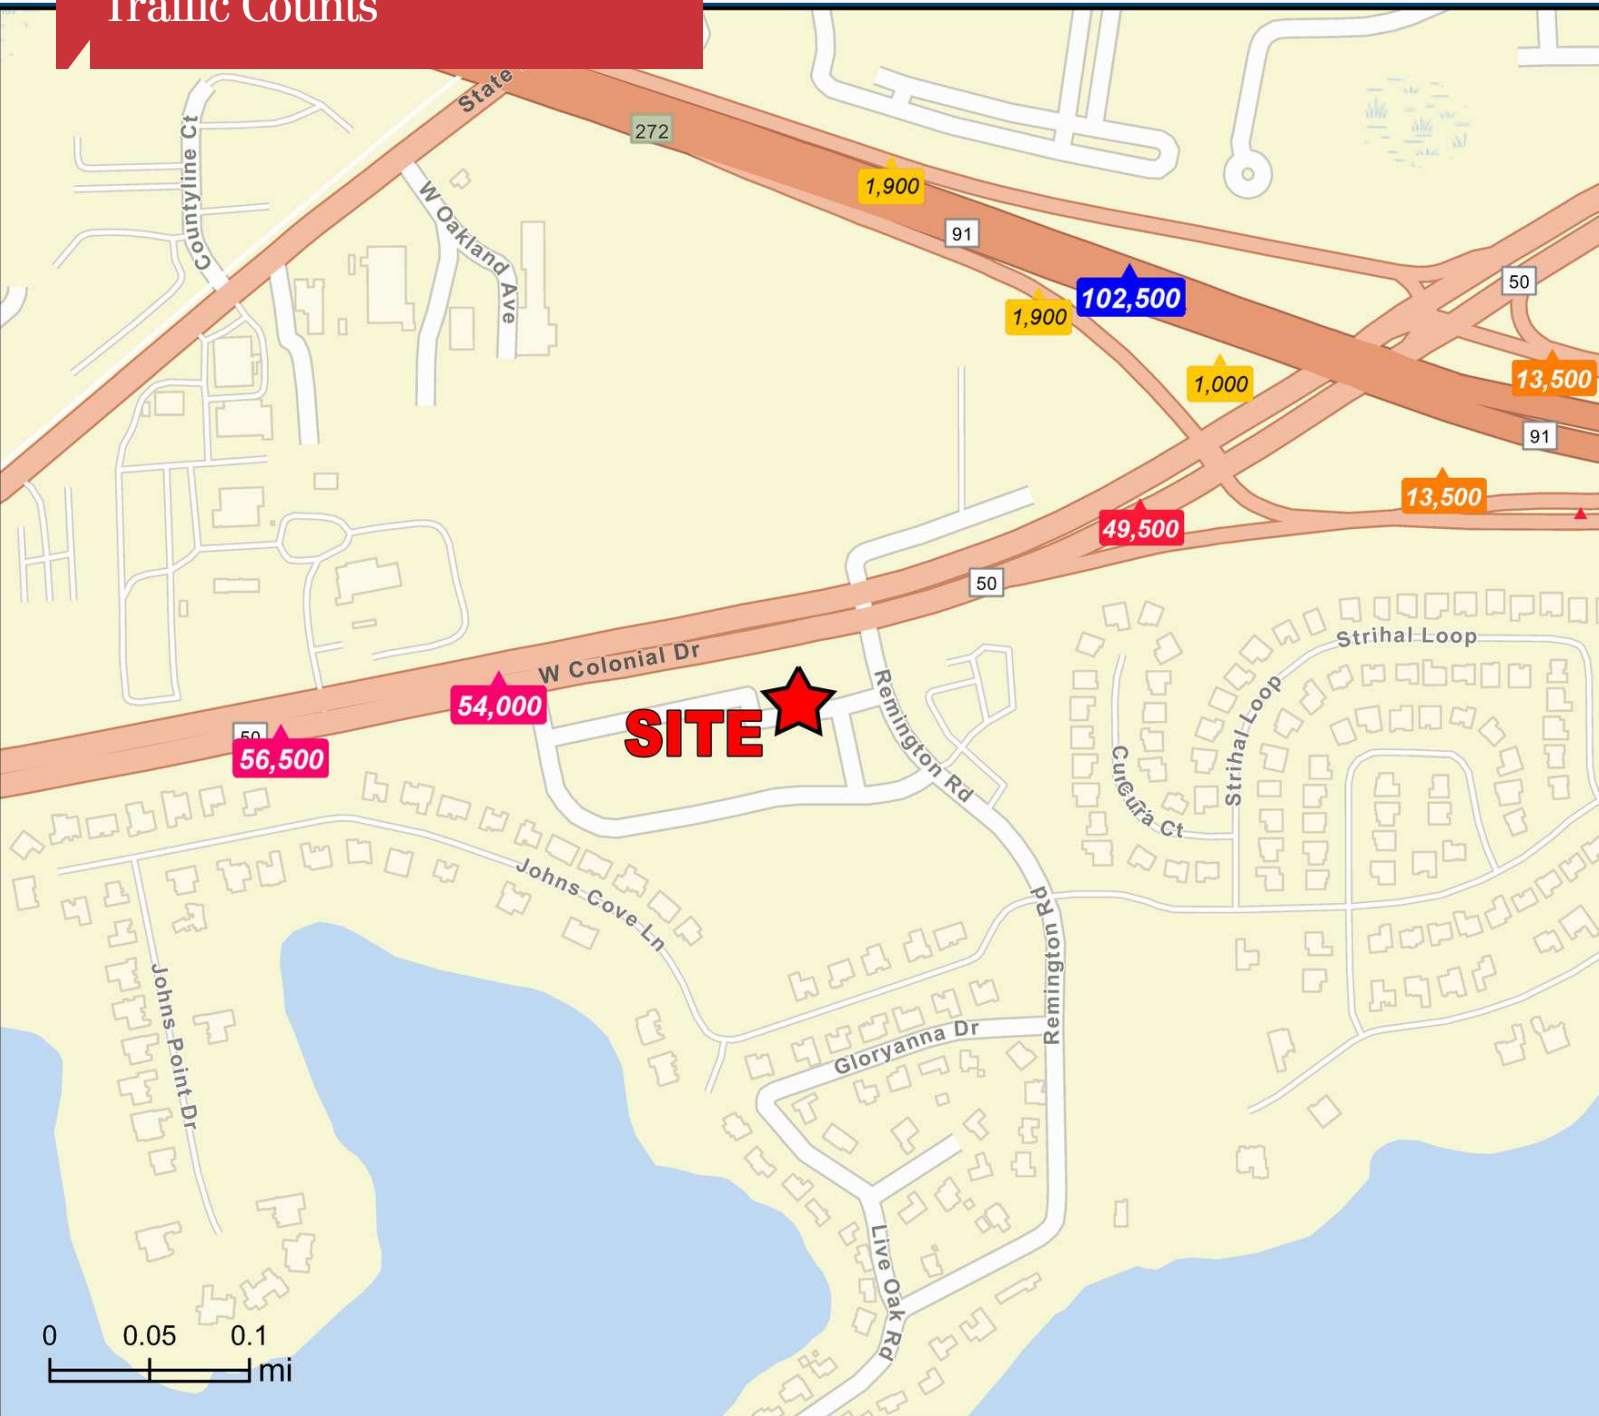 Traffic Counts
State
272
Countyline Ct
W Oakland Ave
1,900
91
50
102,500
1,900
13,500
1,000
91
13,500
49,500
50
Strihal Loop
W Colonial Dr
54,000
SITE
Remington Rd
Strihal Loop
50
56,500
Curcura Ct
Johns Cove Ln
Remington Rd
Johns Point Dr
Gloryanna Dr
Live Oak Rd
0 0.05 0.1
mi